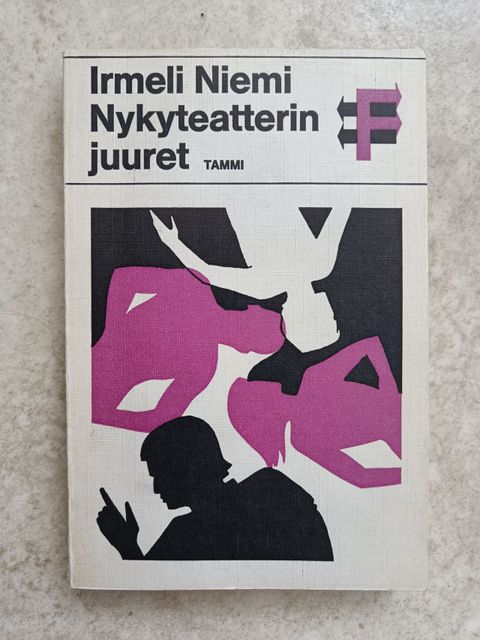 Irmeli Niemi
Nykyteatterin
juuret TAMMI
F